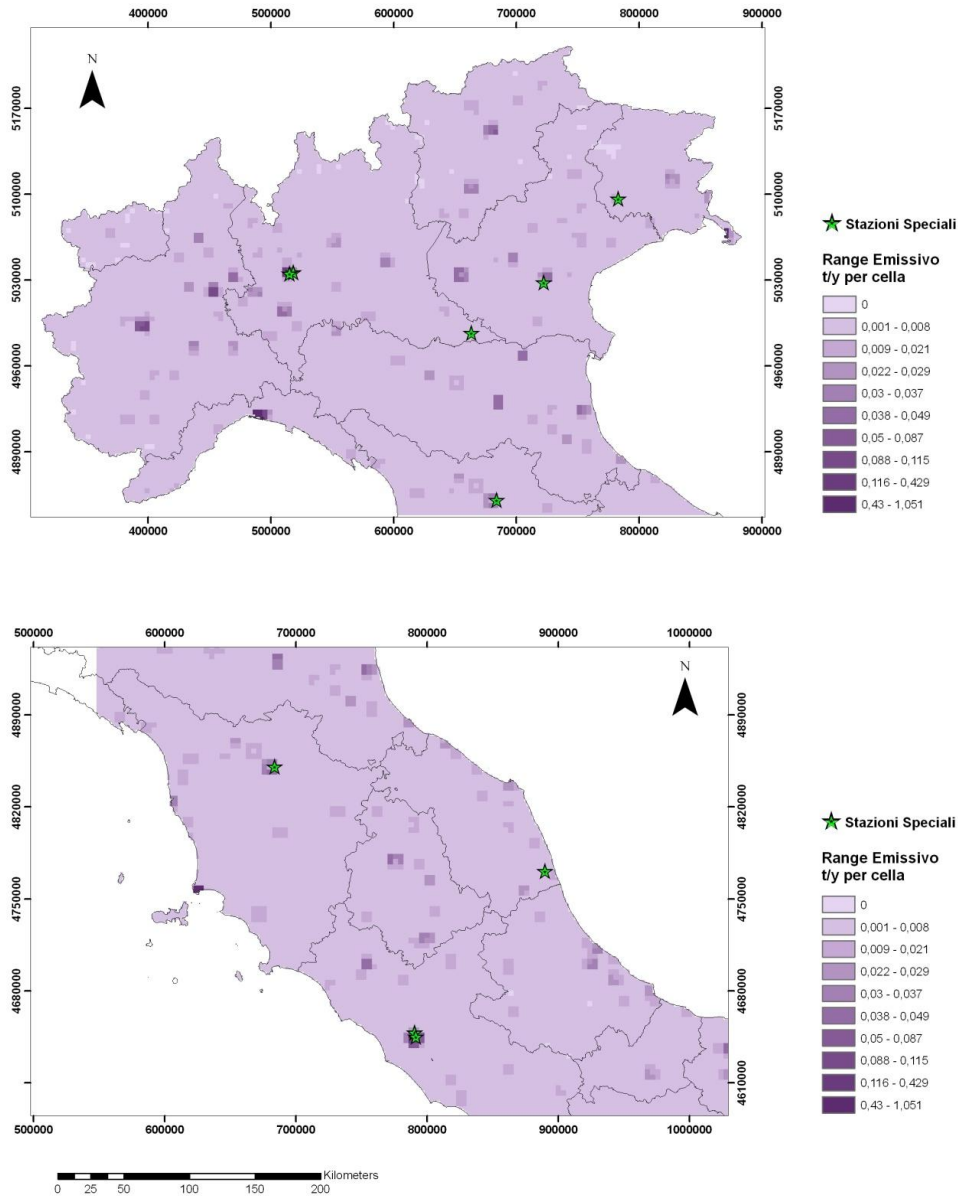 400000 500000 600000 700000 800000 900000
N
5170000 5170000
5100000 5100000
5030000 5030000
4960000 4960000
4890000 4890000
400000 500000 600000 700000 800000 900000
Stazioni Speciali
Range Emissivo
t/y per cella
0
0,001 - 0,008
0,009 - 0,021
0,022 - 0,029
0,03 - 0,037
0,038 - 0,049
0,05 - 0,087
0,088 - 0,115
0,116 - 0,429
0,43 - 1,051
500000 600000 700000 800000 900000 1000000
N
4890000 4890000
4820000 4820000
4750000 4750000
4680000 4680000
4610000
500000 600000 700000 800000 900000 1000000
Stazioni Speciali
Range Emissivo
t/y per cella
0
0,001 - 0,008
0,009 - 0,021
0,022 - 0,029
0,03 - 0,037
0,038 - 0,049
0,05 - 0,087
0,088 - 0,115
0,116 - 0,429
0,43 - 1,051
Kilometers
0 25 50 100 150 200